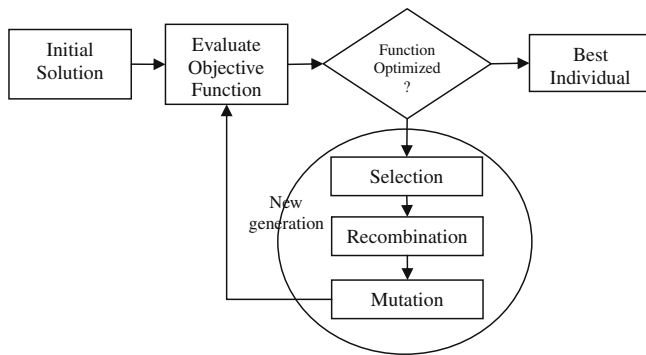 Initial
Solution
Evaluate
Objective
Function
Function
Optimized
?
Best
Individual
New
generation
Selection
Recombination
Mutation